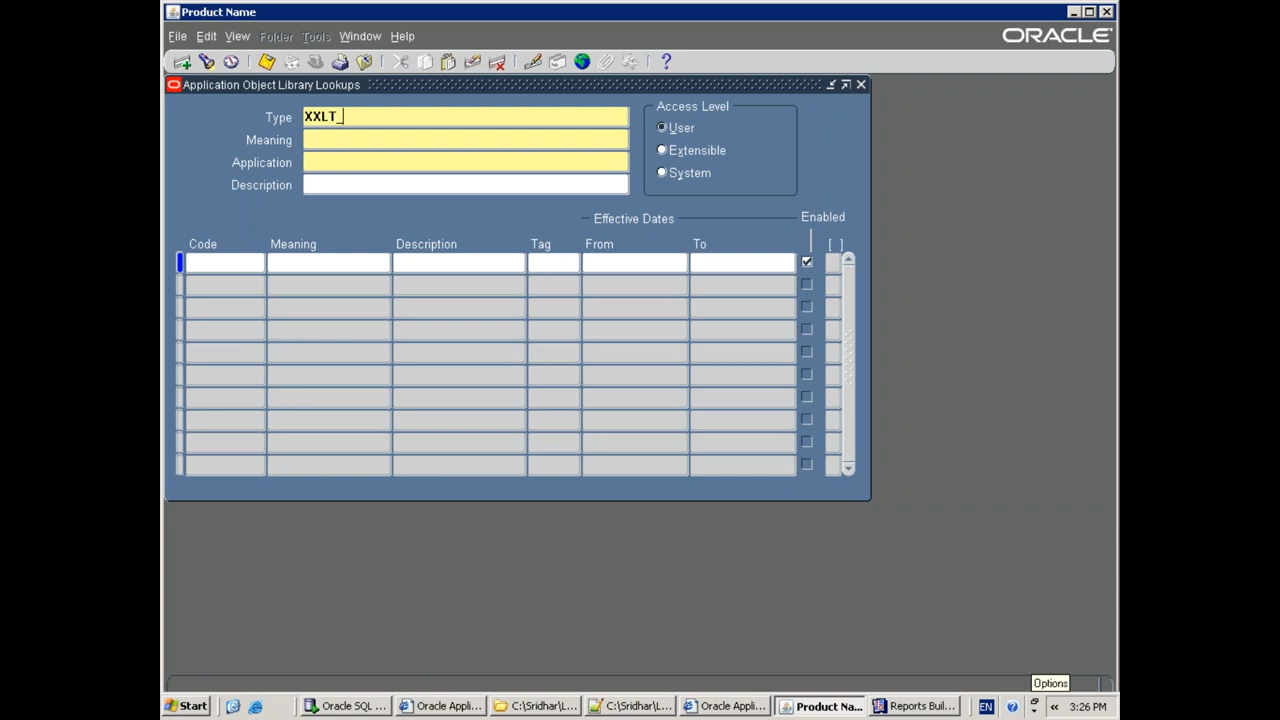 Product Name
File Edit View Folder Tools Window Help
ORACLE
?
Application Object Library Lookups
Type XXLT_
Meaning
Application
Description
Access Level
User
Extensible
System
Effective Dates
Enabled
Code Meaning Description Tag From To [ ]
Options
Start Oracle SQL ... Oracle Appli... C:\Sridhar\L... C:\Sridhar\L... Oracle Appli... Product Na... Reports Buil... EN ? « 3:26 PM